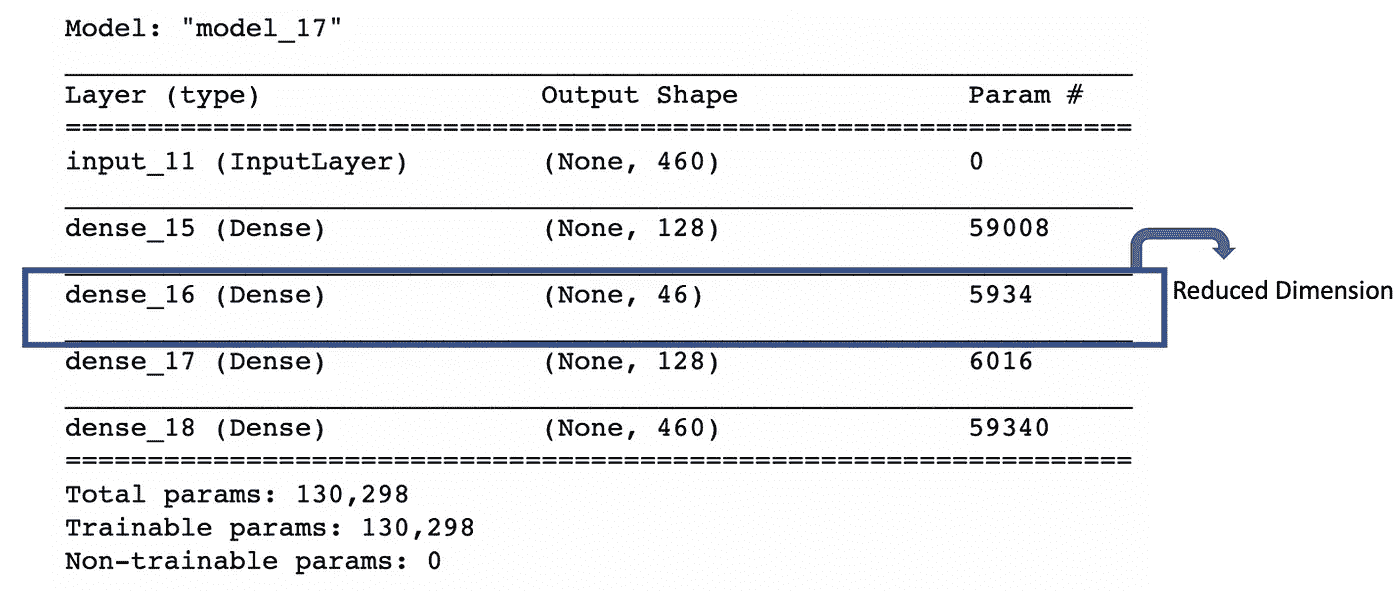 Model: "model_17"
Layer (type) Output Shape Param #
input_11 (InputLayer) (None, 460) 0
dense_15 (Dense) (None, 128) 59008
dense_16 (Dense) (None, 46) 5934
Reduced Dimension
dense_17 (Dense) (None, 128) 6016
dense_18 (Dense) (None, 460) 59340
Total params: 130,298
Trainable params: 130,298
Non-trainable params: 0